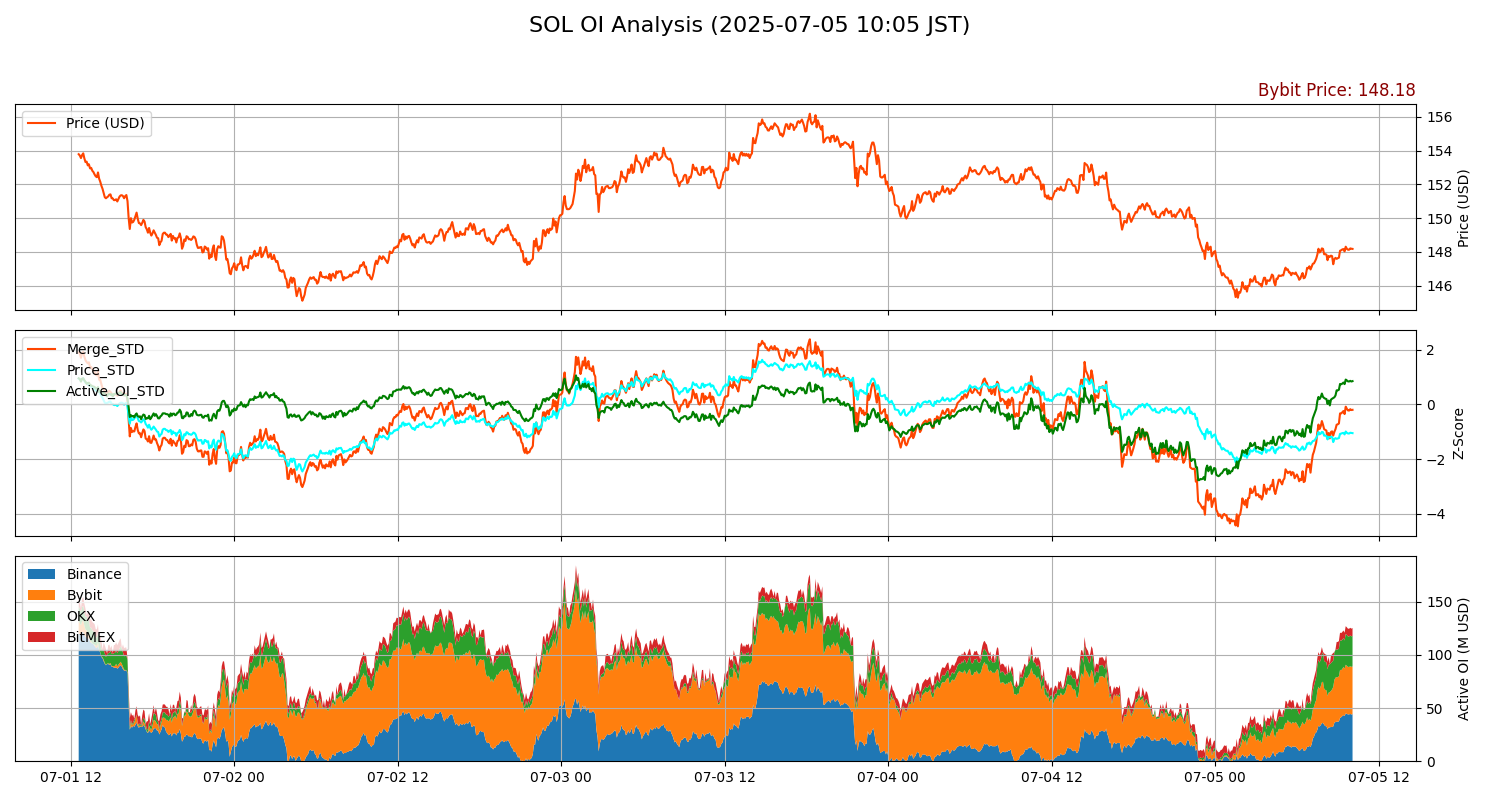 SOL OI Analysis (2025-07-05 10:05 JST)
Bybit Price: 148.18
Price (USD)
156
154
152
150
148
146
Price (USD)
Merge_STD
Price_STD
Active_OI_STD
2
0
−2
−4
Z-Score
Binance
Bybit
OKX
BitMEX
150
100
50
0
Active OI (M USD)
07-01 12
07-02 00
07-02 12
07-03 00
07-03 12
07-04 00
07-04 12
07-05 00
07-05 12